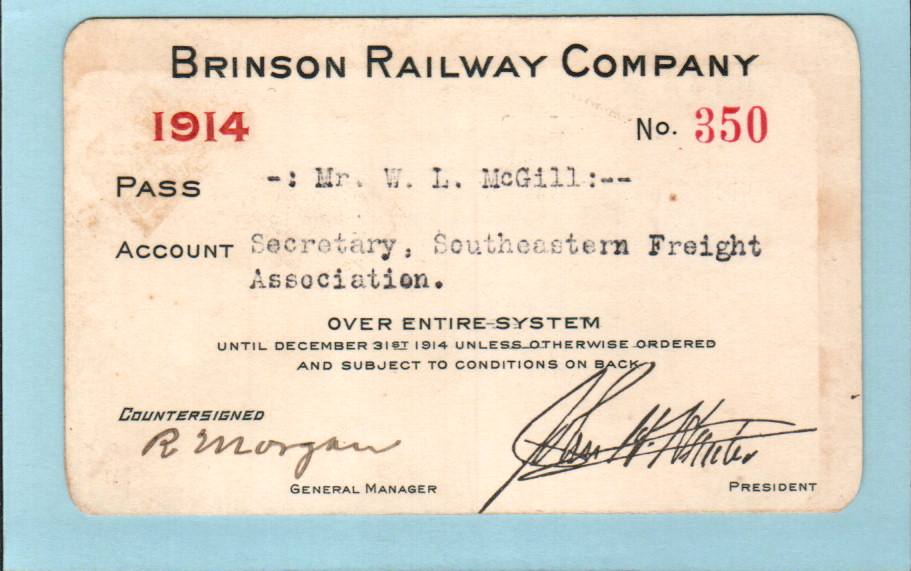 BRINSON RAILWAY COMPANY
1914 No. 350
PASS -: Mr. W. L. McGill:--
ACCOUNT Secretary, Southeastern Freight
Association.
OVER ENTIRE SYSTEM
UNTIL DECEMBER 31ST 1914 UNLESS OTHERWISE ORDERED
AND SUBJECT TO CONDITIONS ON BACK
COUNTERSIGNED
R Morgan
GENERAL MANAGER
PRESIDENT